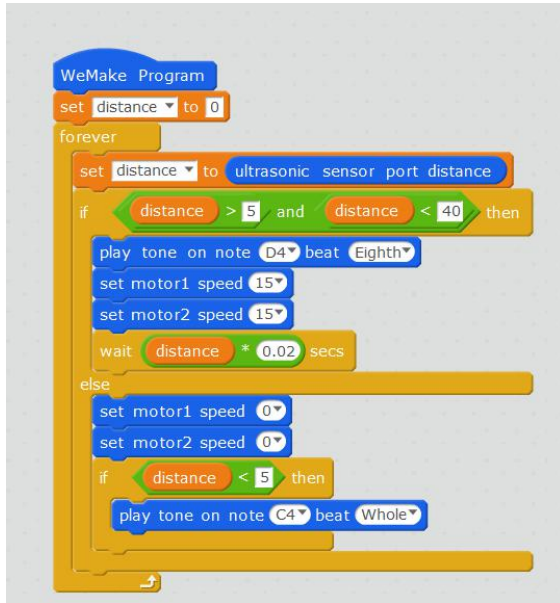 WeMake Program
set distance to 0
forever
set distance to ultrasonic sensor port distance
if distance > 5 and distance < 40 then
play tone on note D4 beat Eighth
set motor1 speed 15
set motor2 speed 15
wait distance * 0.02 secs
else
set motor1 speed 0
set motor2 speed 0
if distance < 5 then
play tone on note C4 beat Whole